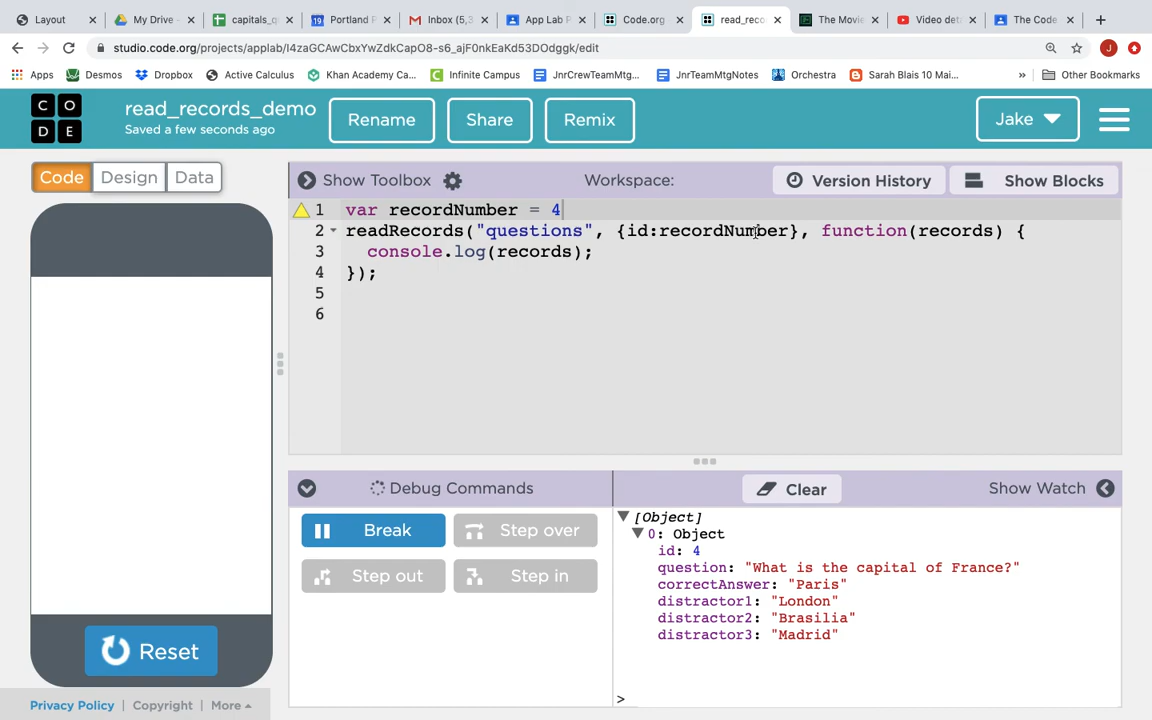 Layout
My Drive -
capitals_q
19 Portland P
Inbox (5,3
App Lab P
Code.org
read_reco
The Movie
Video det
The Code
studio.code.org/projects/applab/I4zaGCAwCbxYwZdkCapO8-s6_ajF0nkEaKd53DOdggk/edit
J
Apps
Desmos
Dropbox
Active Calculus
Khan Academy Ca...
Infinite Campus
JnrCrewTeamMtg...
JnrTeamMtgNotes
Orchestra
Sarah Blais 10 Mai...
»
Other Bookmarks
C O
D E
read_records_demo
Saved a few seconds ago
Rename
Share
Remix
Jake
Code
Design
Data
Show Toolbox
Workspace:
Version History
Show Blocks
1 var recordNumber = 4
2 readRecords("questions", {id:recordNumber}, function(records) {
3 console.log(records);
4 });
5
6
Debug Commands
Clear
Show Watch
Break
Step over
Step out
Step in
[Object]
0: Object
id: 4
question: "What is the capital of France?"
correctAnswer: "Paris"
distractor1: "London"
distractor2: "Brasilia"
distractor3: "Madrid"
>
Reset
Privacy Policy | Copyright | More